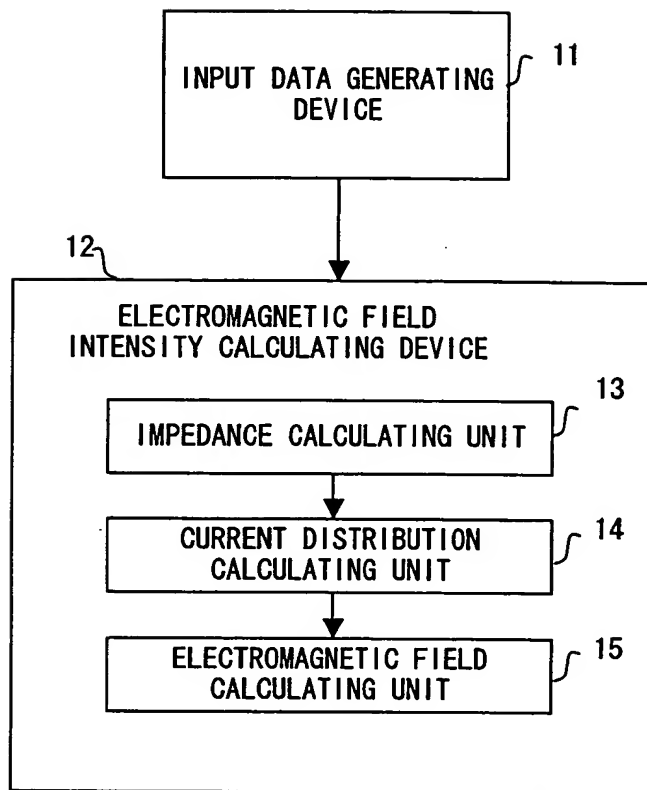 11
INPUT DATA GENERATING
DEVICE
12
ELECTROMAGNETIC FIELD
INTENSITY CALCULATING DEVICE
13
IMPEDANCE CALCULATING UNIT
14
CURRENT DISTRIBUTION
CALCULATING UNIT
15
ELECTROMAGNETIC FIELD
CALCULATING UNIT